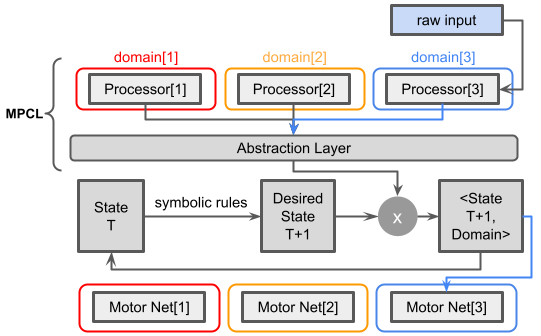 raw input
domain[1]
domain[2]
domain[3]
Processor[1]
Processor[2]
Processor[3]
MPCL
Abstraction Layer
State
T
symbolic rules
Desired
State
T+1
x
<State
T+1,
Domain>
Motor Net[1]
Motor Net[2]
Motor Net[3]